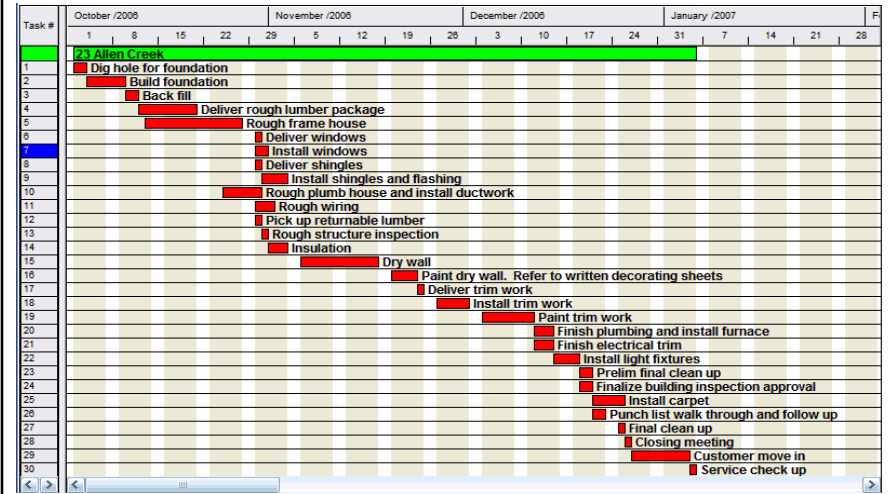 Task # October /2006 November /2006 December /2006 January /2007 F
1 8 15 22 29 5 12 19 26 3 10 17 24 31 7 14 21 28
23 Allen Creek
1 Dig hole for foundation
2 Build foundation
3 Back fill
4 Deliver rough lumber package
5 Rough frame house
6 Deliver windows
7 Install windows
8 Deliver shingles
9 Install shingles and flashing
10 Rough plumb house and install ductwork
11 Rough wiring
12 Pick up returnable lumber
13 Rough structure inspection
14 Insulation
15 Dry wall
16 Paint dry wall. Refer to written decorating sheets
17 Deliver trim work
18 Install trim work
19 Paint trim work
20 Finish plumbing and install furnace
21 Finish electrical trim
22 Install light fixtures
23 Prelim final clean up
24 Finalize building inspection approval
25 Install carpet
26 Punch list walk through and follow up
27 Final clean up
28 Closing meeting
29 Customer move in
30 Service check up